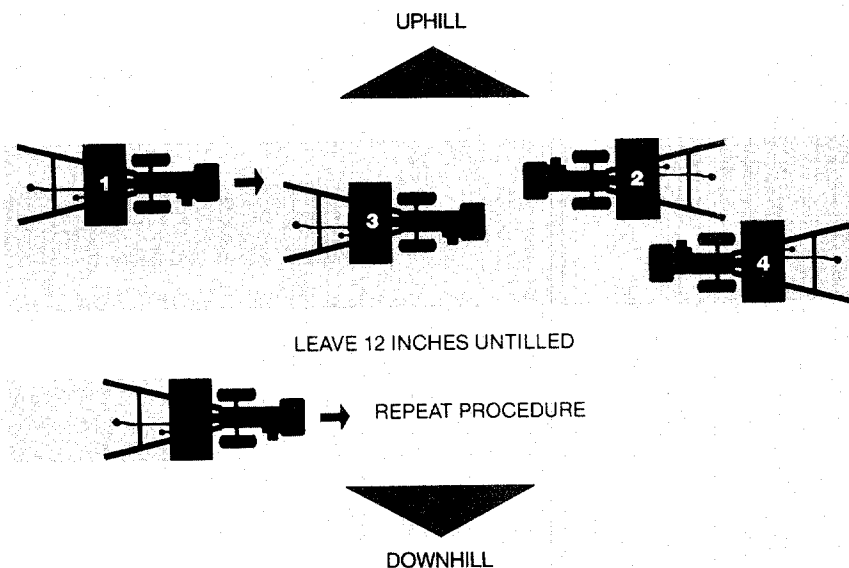 UPHILL
1
2
3
4
LEAVE 12 INCHES UNTILLED
REPEAT PROCEDURE
DOWNHILL